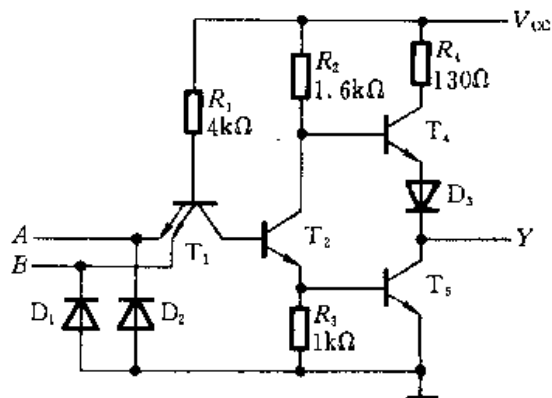 V_CC
R₂
1.6kΩ
R₄
130Ω
R₁
4kΩ
T₄
D₃
A
B
T₁
T₂
Y
T₅
D₁
D₂
R₃
1kΩ